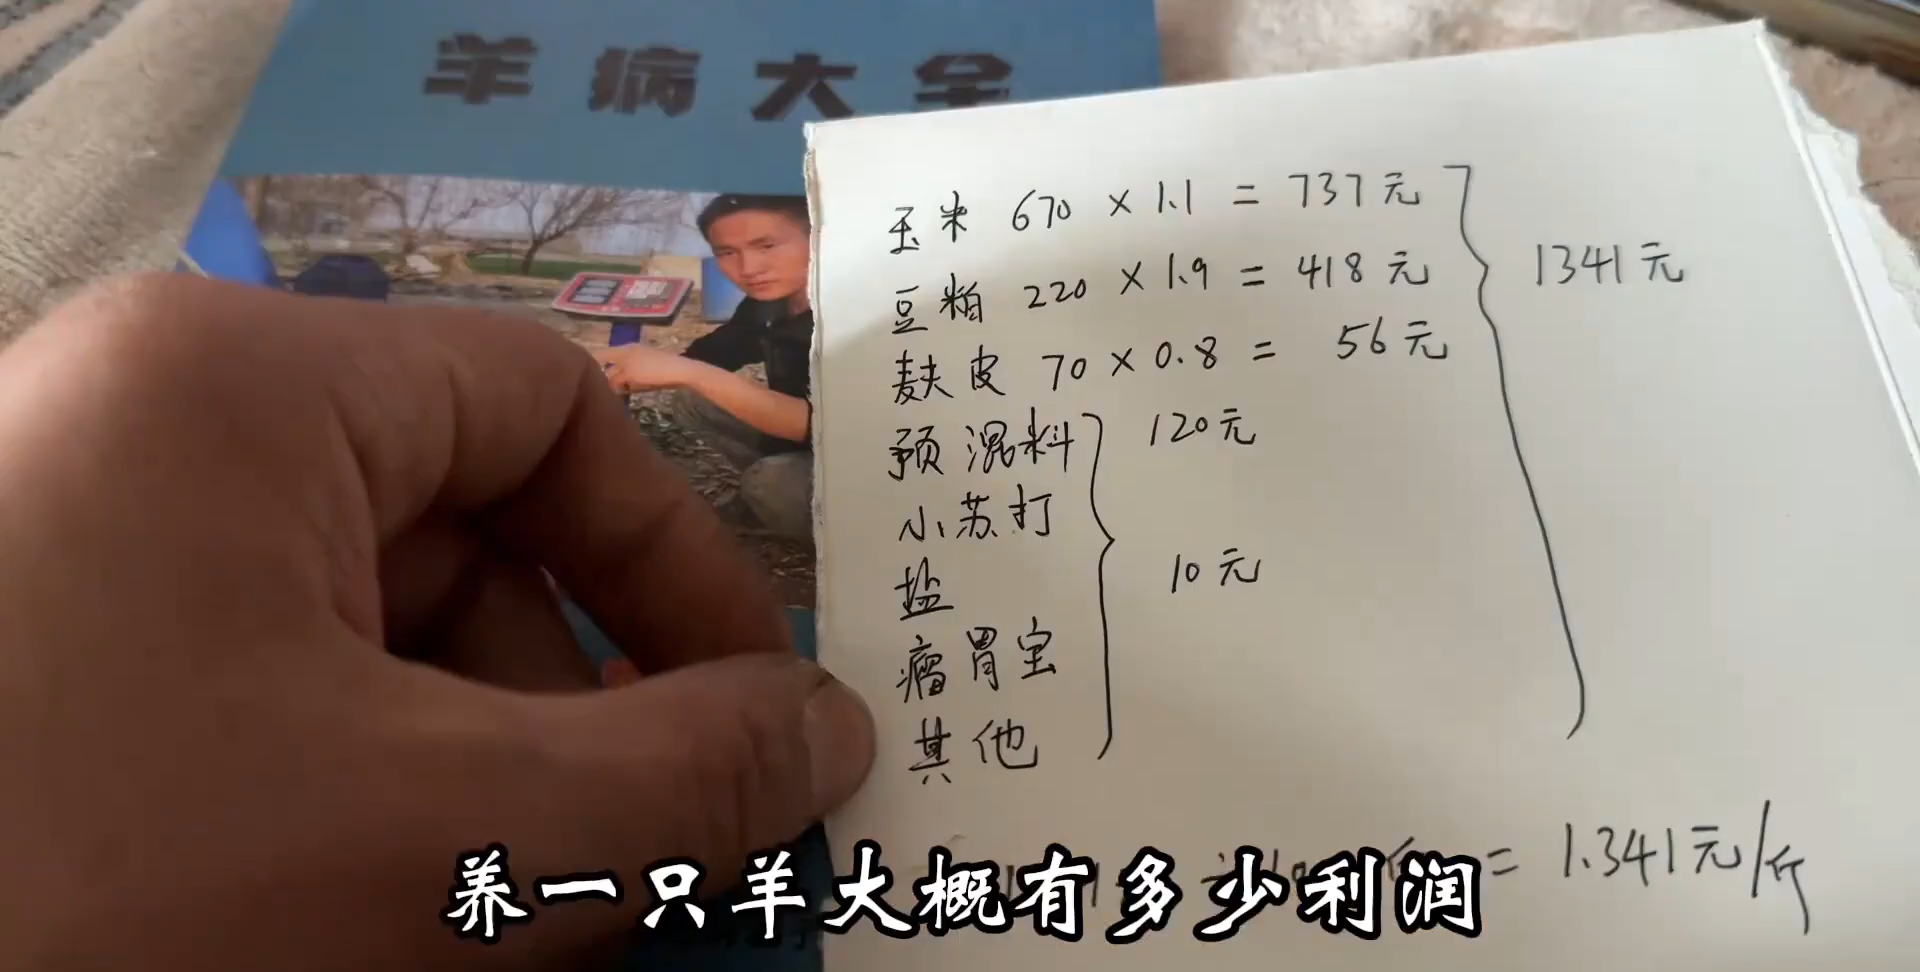 羊病大全
玉米 670 × 1.1 = 737元
豆粕 220 × 1.9 = 418元
麸皮 70 × 0.8 = 56元
1341元
预混料 120元
小苏打
盐 10元
瘤胃宝
其他
= 1.341元/斤
养一只羊大概有多少利润